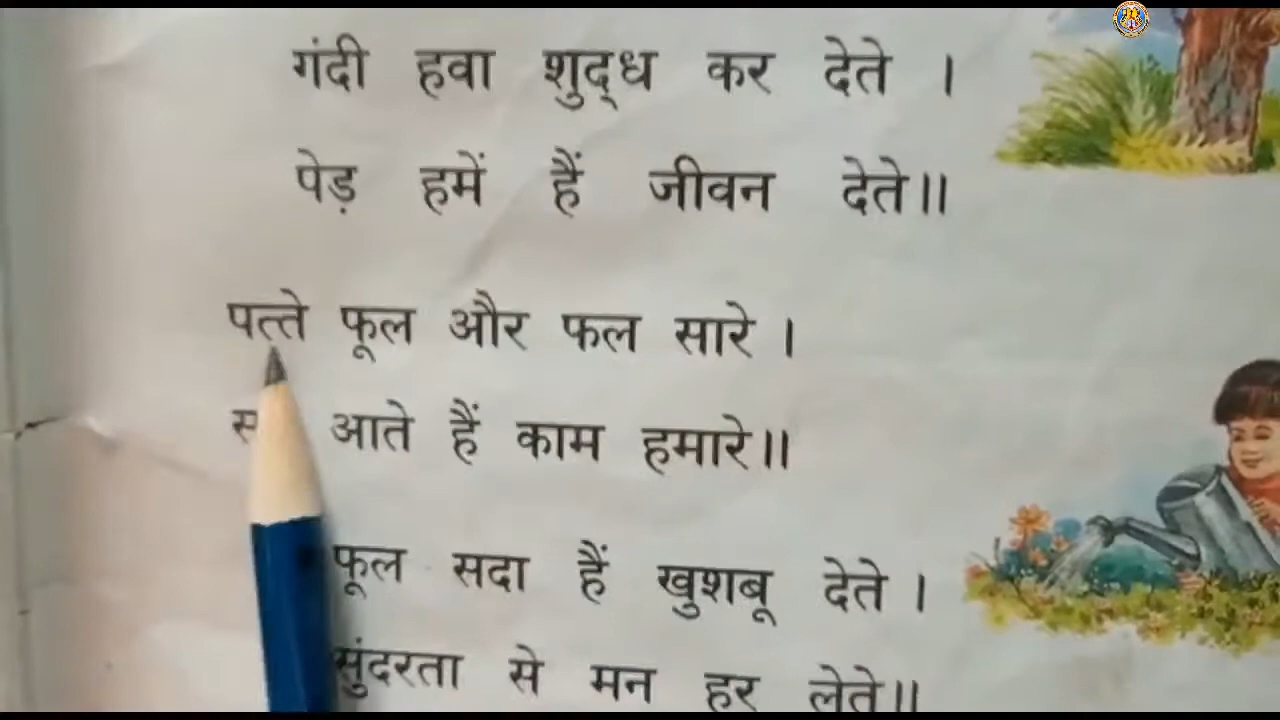 गंदी हवा शुद्ध कर देते ।
पेड़ हमें हैं जीवन देते॥
पत्ते फूल और फल सारे ।
आते हैं काम हमारे॥
फूल सदा हैं खुशबू देते ।
सुंदरता से मन हर लेते॥